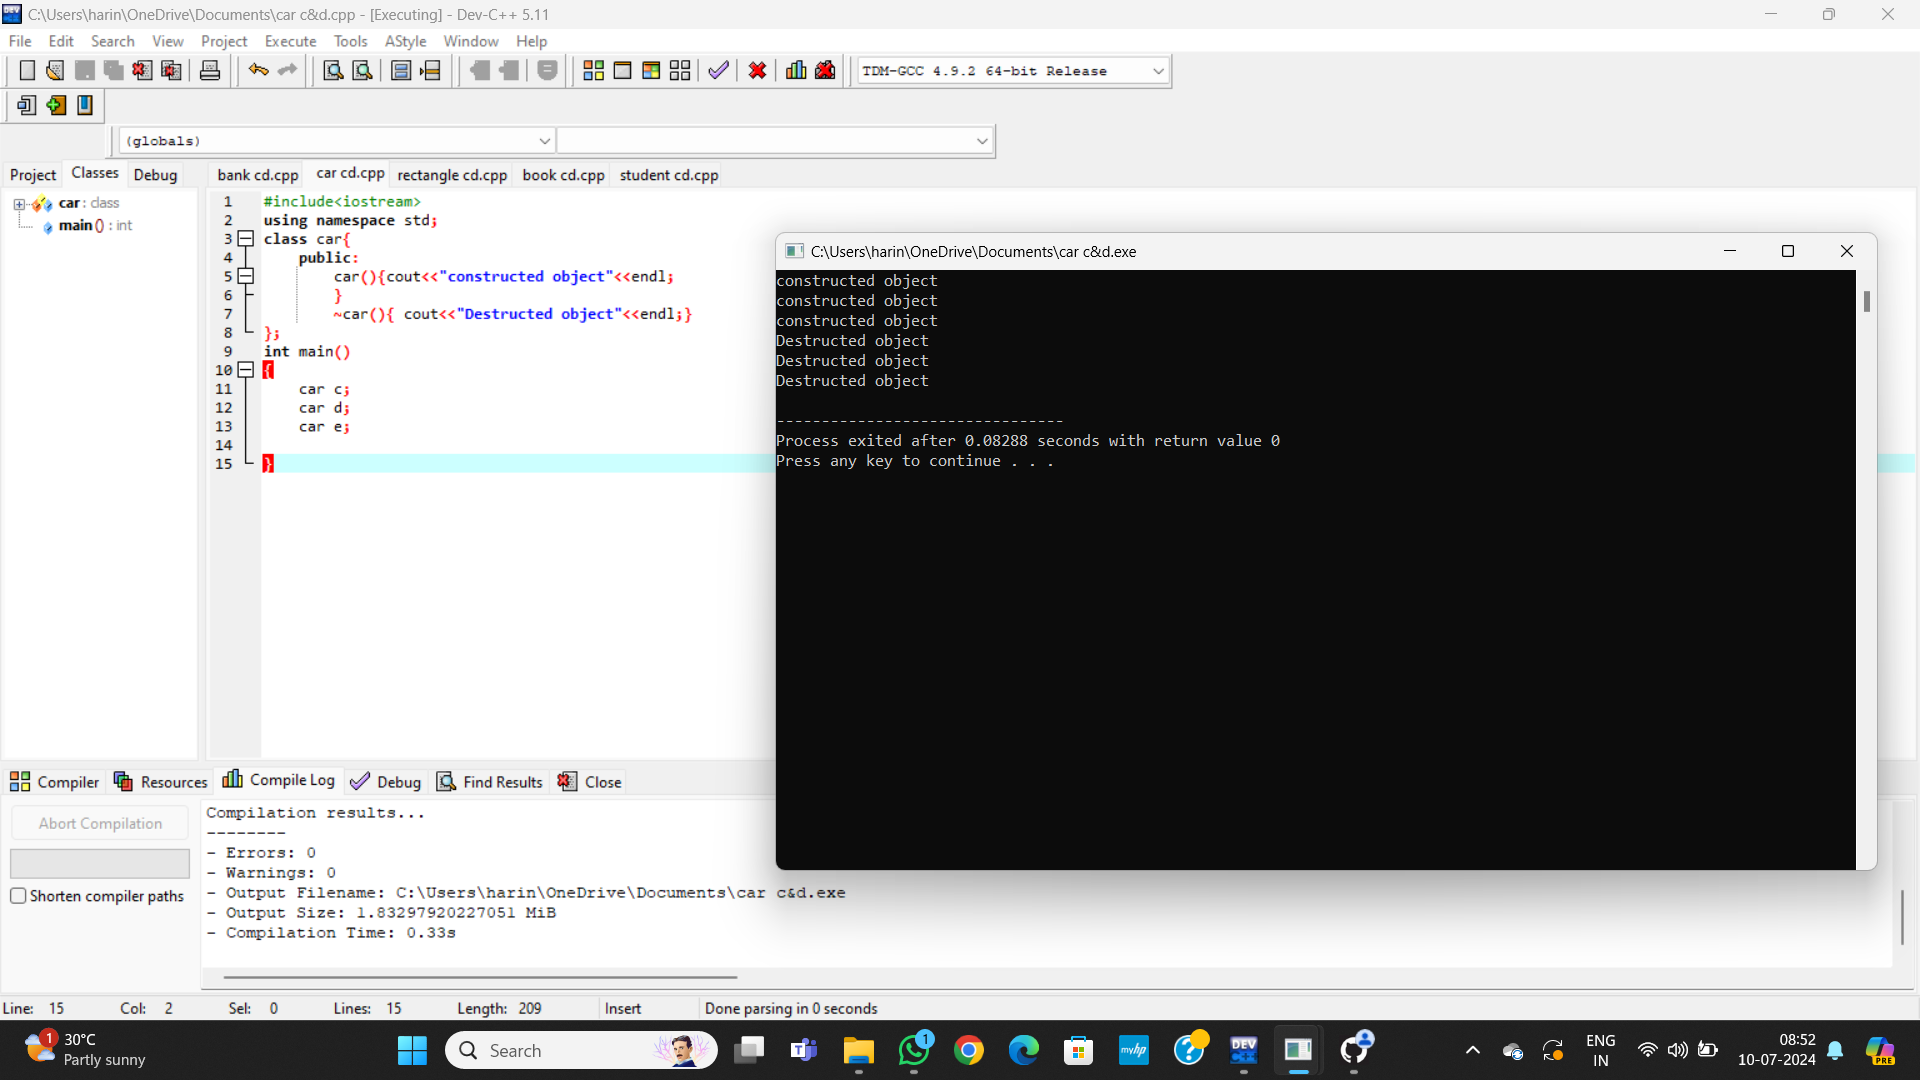 C:\Users\harin\OneDrive\Documents\car c&d.cpp - [Executing] - Dev-C++ 5.11
File Edit Search View Project Execute Tools AStyle Window Help
TDM-GCC 4.9.2 64-bit Release
(globals)
Project Classes Debug
bank cd.cpp car cd.cpp rectangle cd.cpp book cd.cpp student cd.cpp
car : class
main () : int
1 #include<iostream>
2 using namespace std;
3 class car{
4 public:
5 car(){cout<<"constructed object"<<endl;
6 }
7 ~car(){ cout<<"Destructed object"<<endl;}
8 };
9 int main()
10 {
11 car c;
12 car d;
13 car e;
14
15 }
C:\Users\harin\OneDrive\Documents\car c&d.exe
constructed object
constructed object
constructed object
Destructed object
Destructed object
Destructed object
--------------------------------
Process exited after 0.08288 seconds with return value 0
Press any key to continue . . .
Compiler Resources Compile Log Debug Find Results Close
Abort Compilation
Shorten compiler paths
Compilation results...
--------
- Errors: 0
- Warnings: 0
- Output Filename: C:\Users\harin\OneDrive\Documents\car c&d.exe
- Output Size: 1.83297920227051 MiB
- Compilation Time: 0.33s
Line: 15 Col: 2 Sel: 0 Lines: 15 Length: 209 Insert Done parsing in 0 seconds
1
30°C
Partly sunny
Search
1
myhp
DEV
ENG
IN
08:52
10-07-2024
PRE